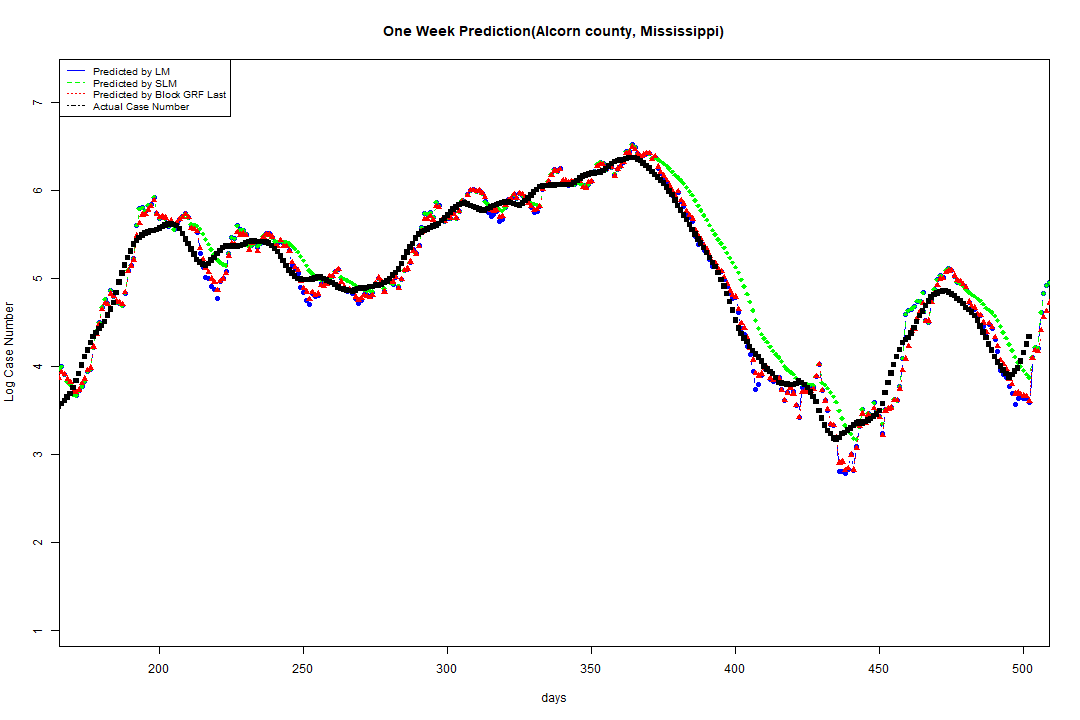 One Week Prediction(Alcorn county, Mississippi)
Predicted by LM
Predicted by SLM
Predicted by Block GRF Last
Actual Case Number
7
6
5
4
3
2
1
Log Case Number
200 250 300 350 400 450 500
days